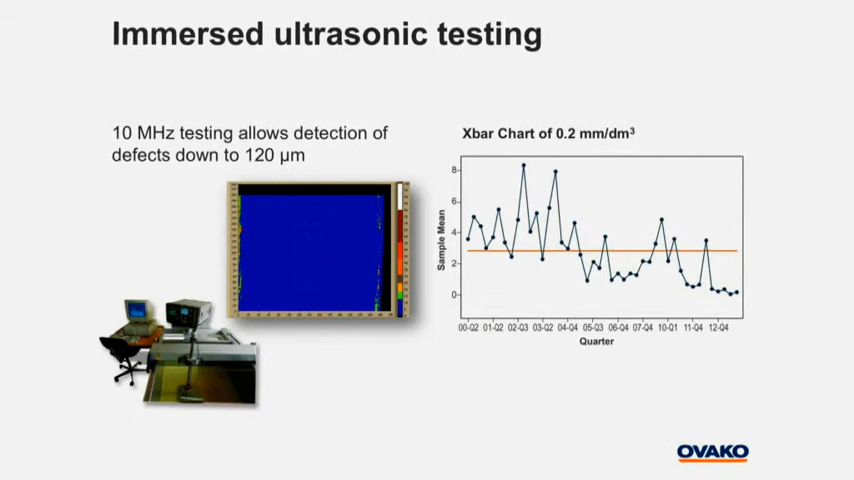 Immersed ultrasonic testing
10 MHz testing allows detection of
defects down to 120 μm
Xbar Chart of 0.2 mm/dm³
8
6
4
2
0
Sample Mean
00-Q2 01-Q2 02-Q3 03-Q2 04-Q4 05-Q3 06-Q4 07-Q4 10-Q1 11-Q4 12-Q4
Quarter
OVAKO